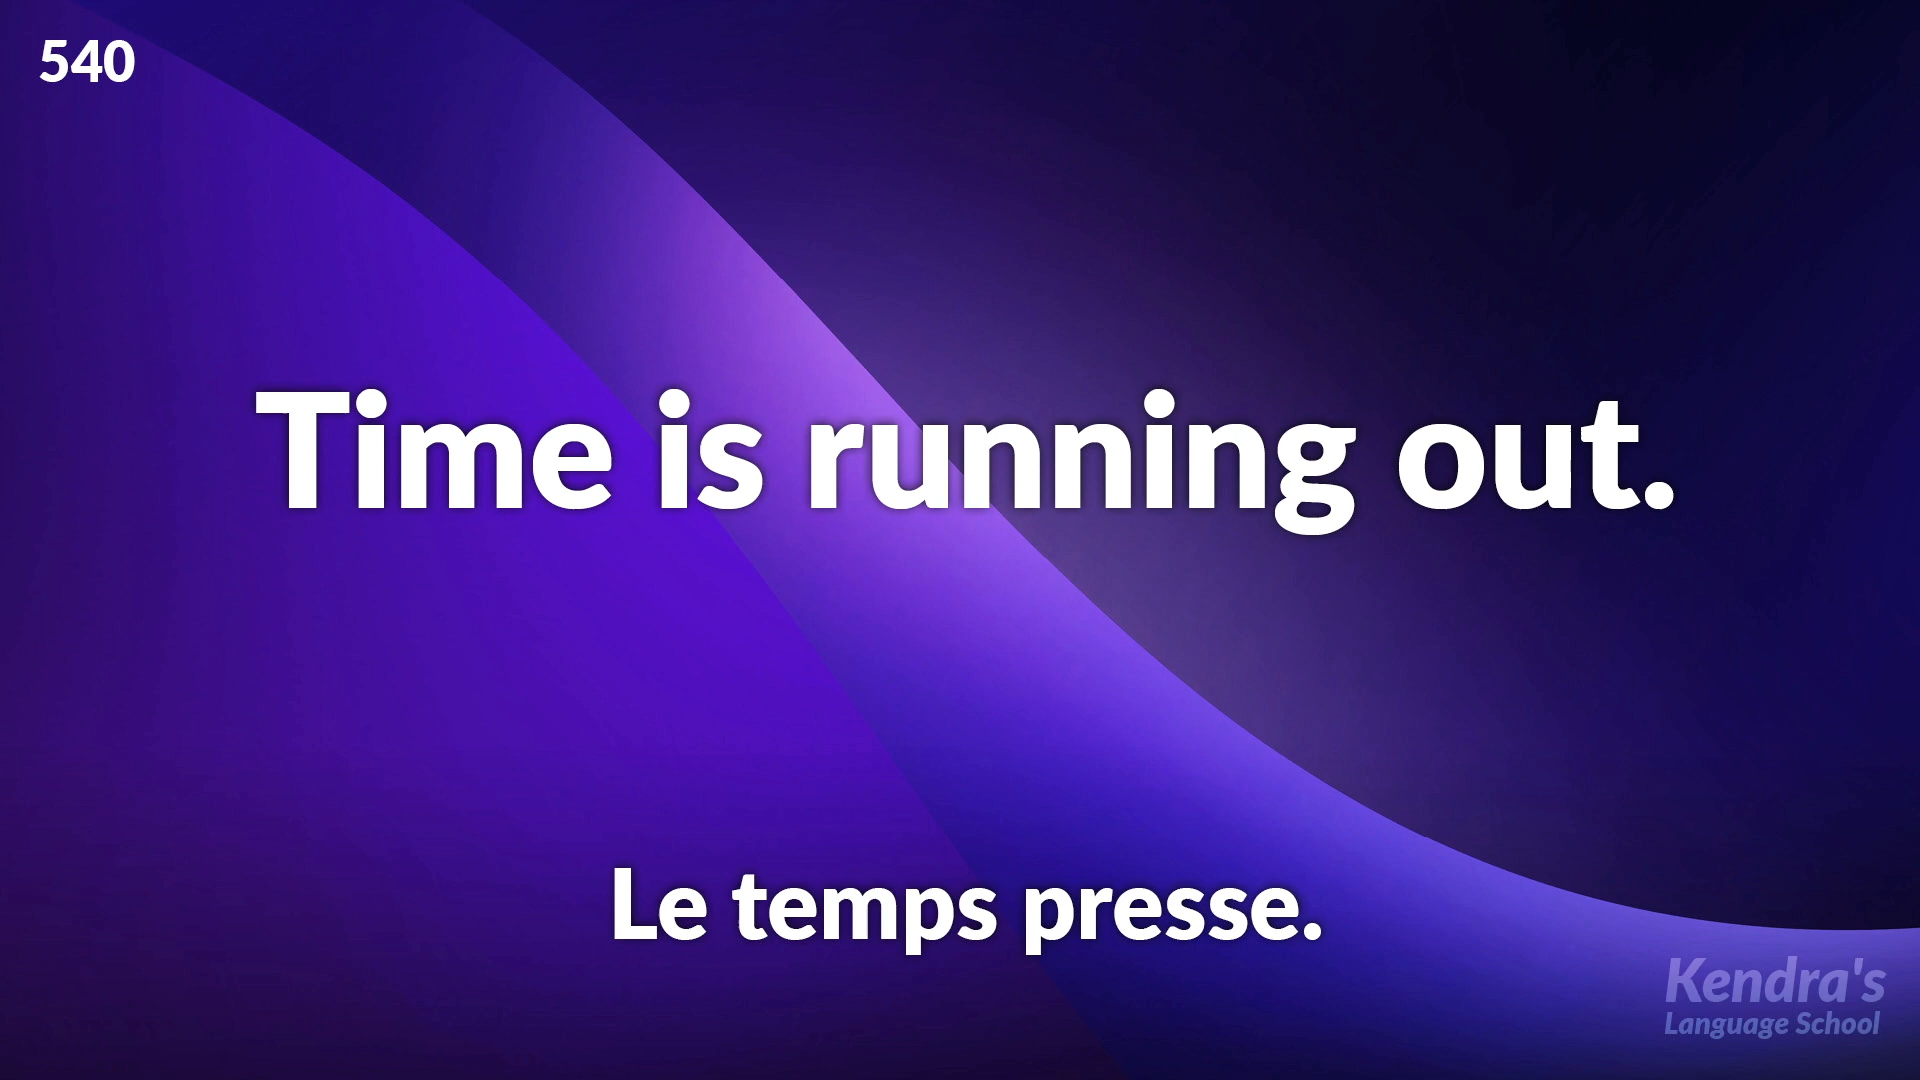 540
Time is running out.
Le temps presse.
Kendra's
Language School